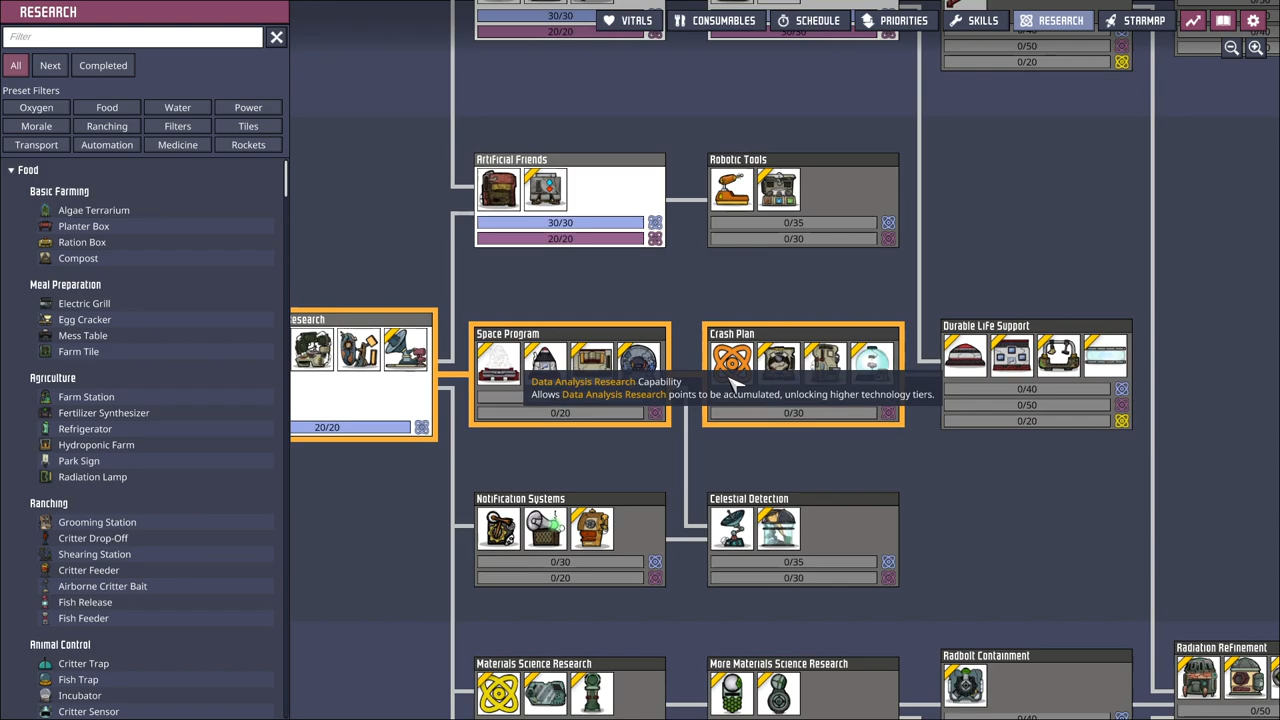 RESEARCH
VITALS
CONSUMABLES
SCHEDULE
PRIORITIES
SKILLS
RESEARCH
STARMAP
Filter
All
Next
Completed
Preset Filters
Oxygen
Food
Water
Power
Morale
Ranching
Filters
Tiles
Transport
Automation
Medicine
Rockets
Food
Basic Farming
Algae Terrarium
Planter Box
Ration Box
Compost
Meal Preparation
Electric Grill
Egg Cracker
Mess Table
Farm Tile
Agriculture
Farm Station
Fertilizer Synthesizer
Refrigerator
Hydroponic Farm
Park Sign
Radiation Lamp
Ranching
Grooming Station
Critter Drop-Off
Shearing Station
Critter Feeder
Airborne Critter Bait
Fish Release
Fish Feeder
Animal Control
Critter Trap
Fish Trap
Incubator
Critter Sensor
30/30
20/20
0/50
0/20
Artificial Friends
30/30
20/20
Robotic Tools
0/35
0/30
esearch
20/20
Space Program
0/20
Crash Plan
0/30
Data Analysis Research Capability
Allows Data Analysis Research points to be accumulated, unlocking higher technology tiers.
Durable Life Support
0/40
0/50
0/20
Notification Systems
0/30
0/20
Celestial Detection
0/35
0/30
Materials Science Research
More Materials Science Research
Radbolt Containment
0/40
Radiation Refinement
0/50